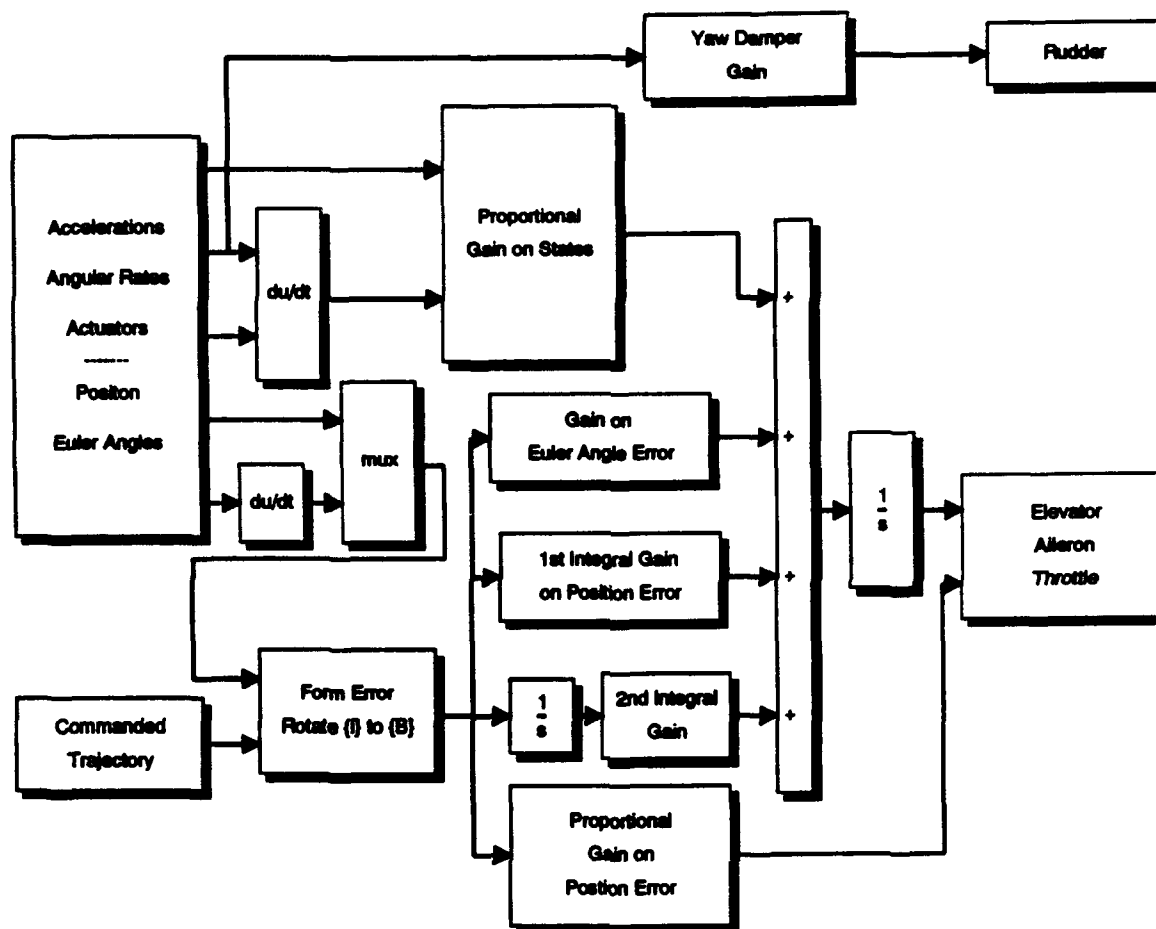 Yaw Damper
Gain
Rudder
Accelerations
Angular Rates
Actuators
-------
Positon
Euler Angles
du/dt
Proportional
Gain on States
+
mux
du/dt
Gain on
Euler Angle Error
+
1
s
Elevator
Aileron
Throttle
1st Integral Gain
on Position Error
+
Commanded
Trajectory
Form Error
Rotate {I} to {B}
1
s
2nd Integral
Gain
+
Proportional
Gain on
Postion Error